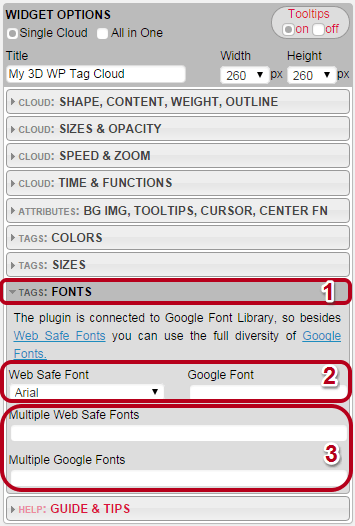 WIDGET OPTIONS
Single Cloud All in One
Tooltips
on off
Title Width Height
My 3D WP Tag Cloud 260 px 260 px
CLOUD: SHAPE, CONTENT, WEIGHT, OUTLINE
CLOUD: SIZES & OPACITY
CLOUD: SPEED & ZOOM
CLOUD: TIME & FUNCTIONS
ATTRIBUTES: BG IMG, TOOLTIPS, CURSOR, CENTER FN
TAGS: COLORS
TAGS: SIZES
TAGS: FONTS 1
The plugin is connected to Google Font Library, so besides
Web Safe Fonts you can use the full diversity of Google
Fonts.
Web Safe Font Google Font 2
Arial
Multiple Web Safe Fonts
3
Multiple Google Fonts
HELP: GUIDE & TIPS